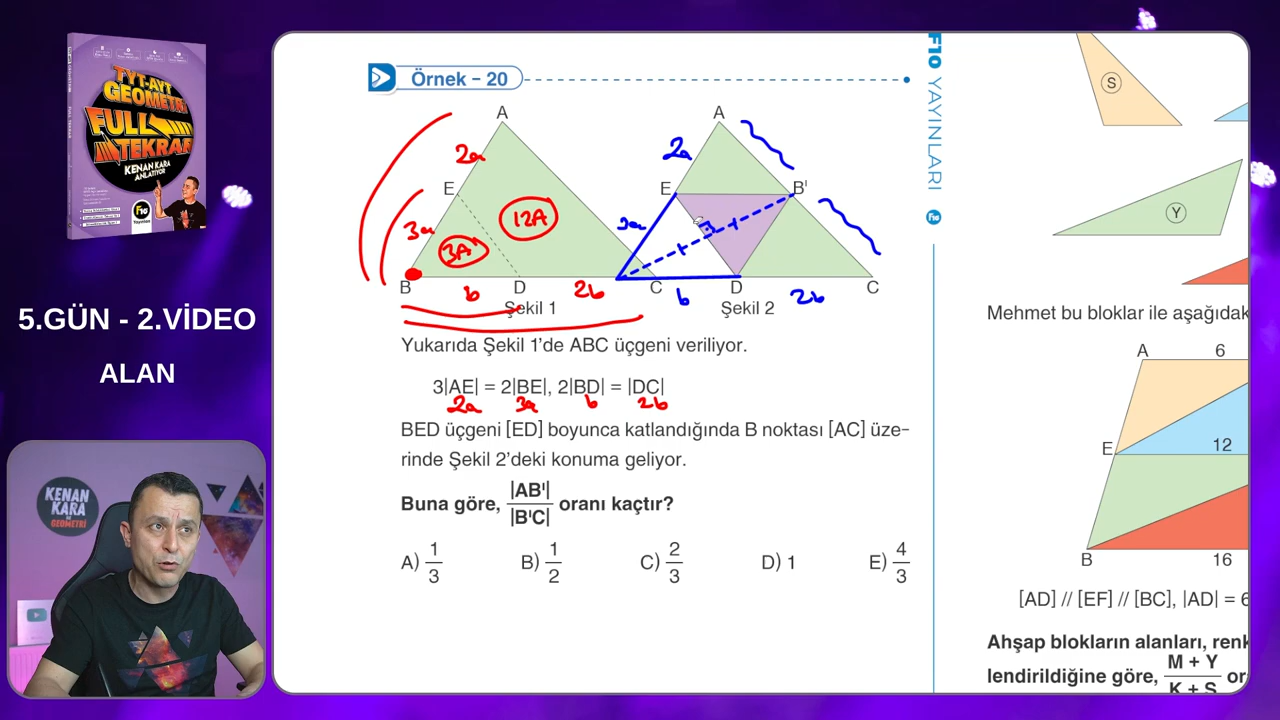 TYT-AYT
GEOMETRİ
FULL
TEKRAR
KENAN KARA
ANLATIYOR
F10
5.GÜN - 2.VİDEO
ALAN
KENAN
KARA
GEOMETRİ
Örnek – 20
A
2a
E
3a
12A
3A
B
b
D
2b
C
Şekil 1
A
2a
E
B'
3a
b
D
2b
C
Şekil 2
Yukarıda Şekil 1'de ABC üçgeni veriliyor.
3|AE| = 2|BE|, 2|BD| = |DC|
2a 3a b 2b
BED üçgeni [ED] boyunca katlandığında B noktası [AC] üze-
rinde Şekil 2'deki konuma geliyor.
Buna göre, |AB'| / |B'C| oranı kaçtır?
A) 1/3 B) 1/2 C) 2/3 D) 1 E) 4/3
F10 YAYINLARI
F10
S
Y
Mehmet bu bloklar ile aşağıdak
A 6
E 12
B 16
[AD] // [EF] // [BC], |AD| = 6
Ahşap blokların alanları, renk
lendirildiğine göre, M + Y / K + S or